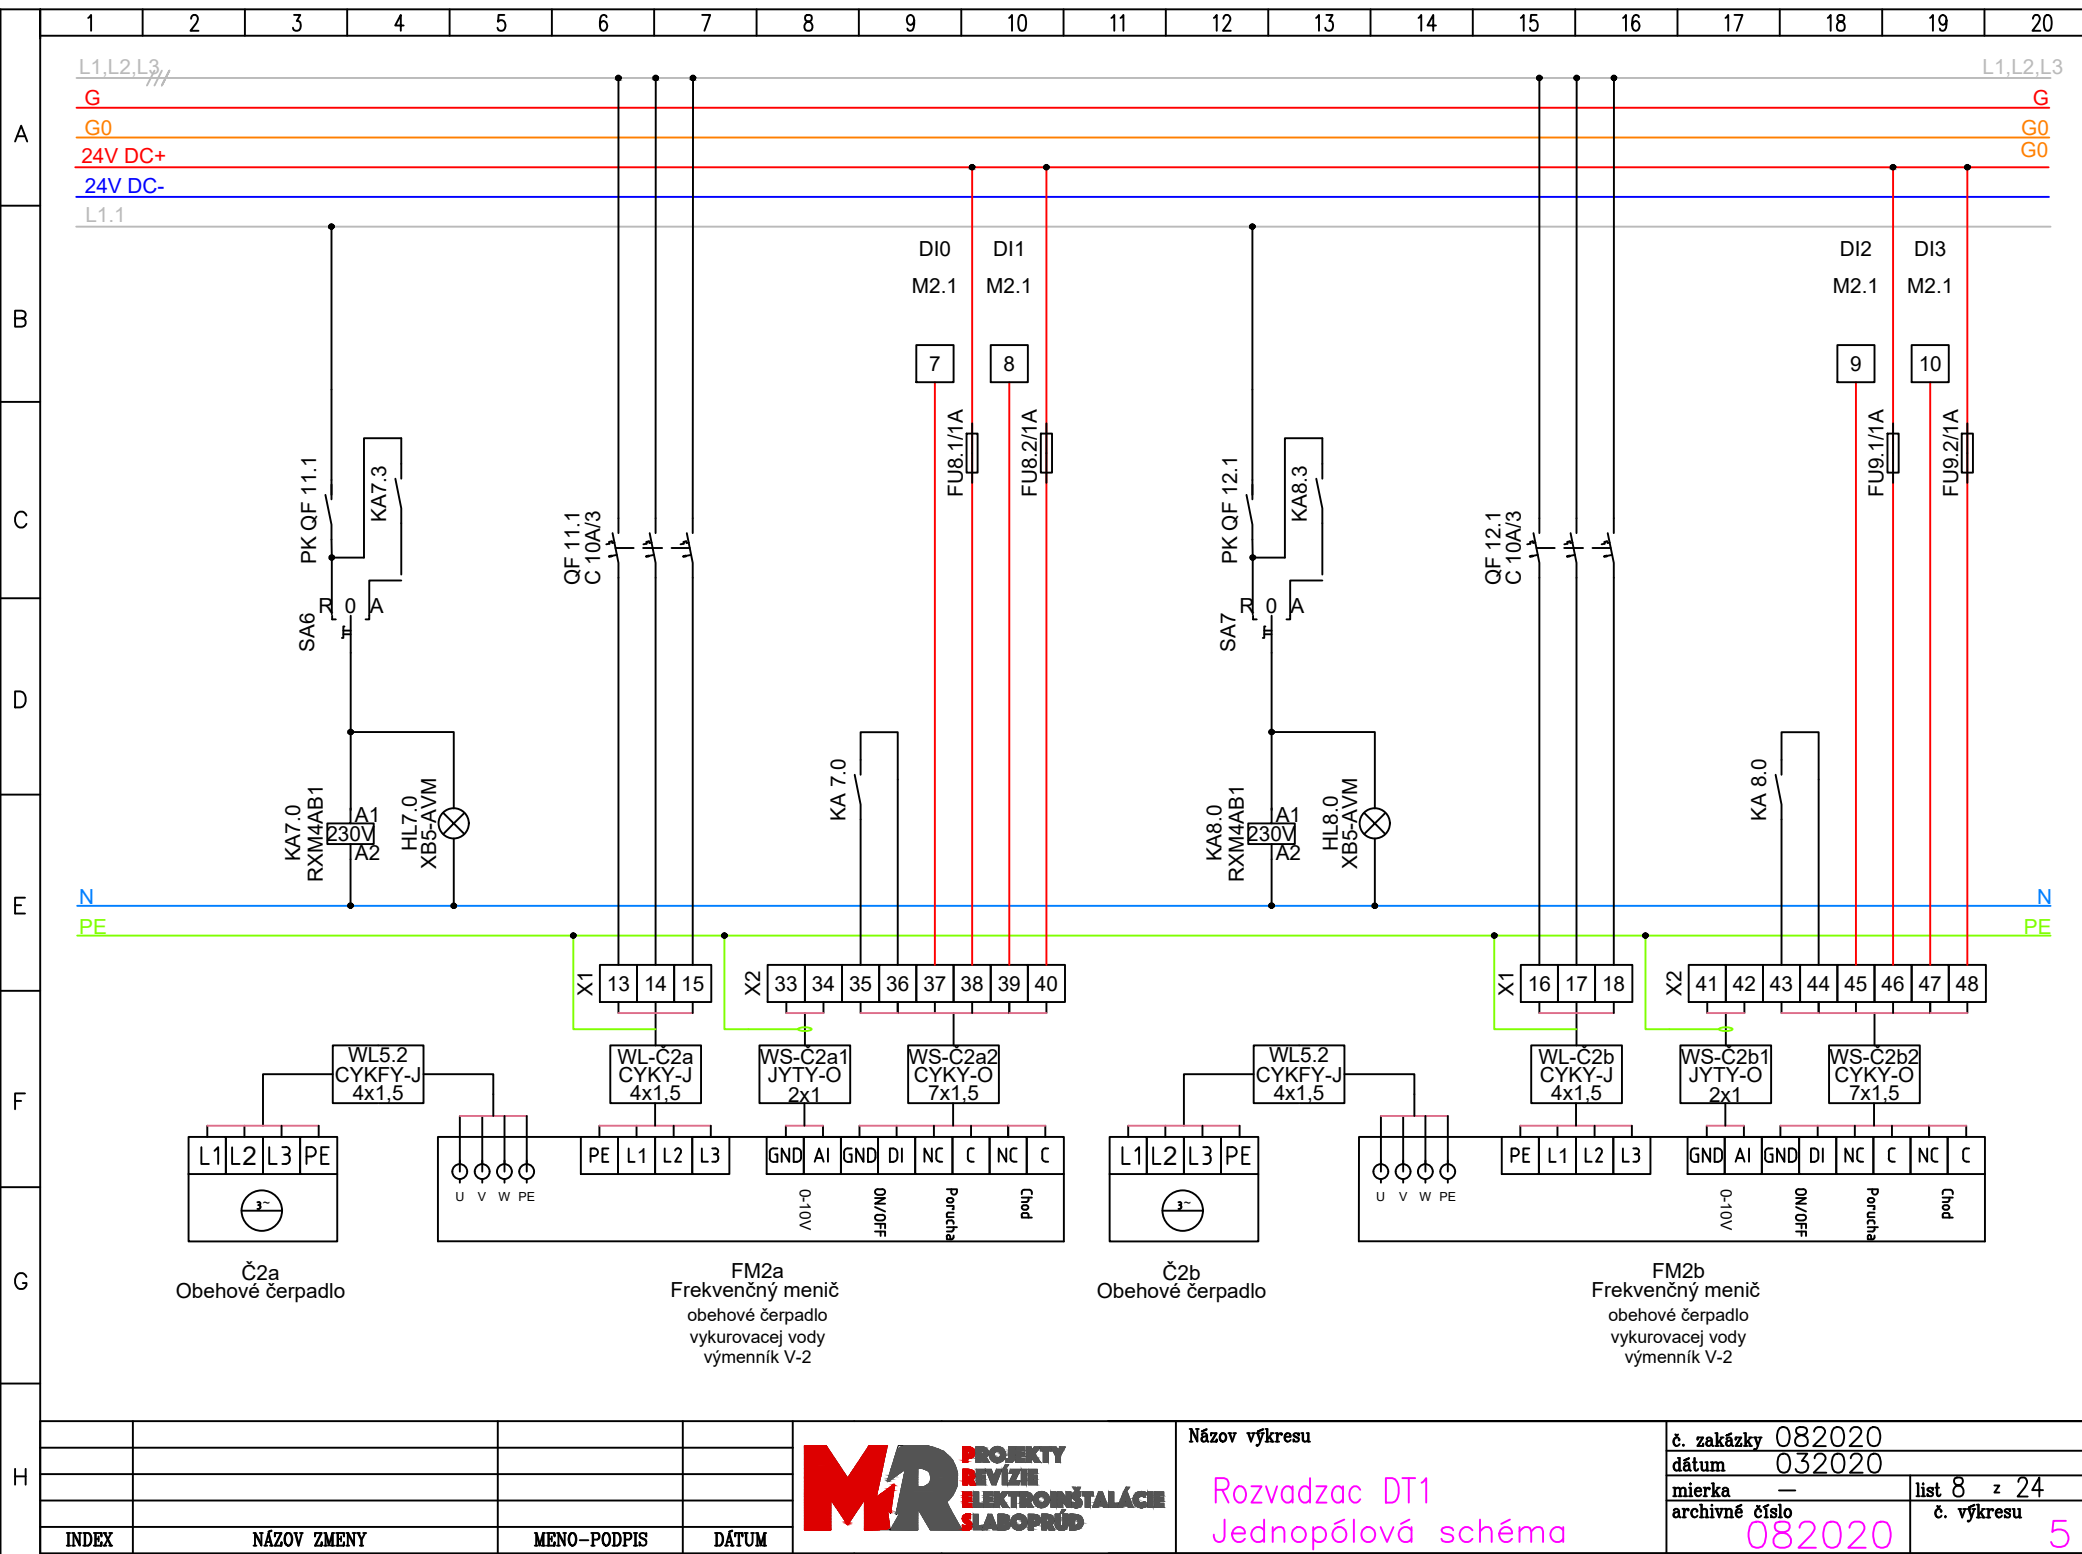 1 2 3 4 5 6 7 8 9 10 11 12 13 14 15 16 17 18 19 20
A
B
C
D
E
F
G
H
L1,L2,L3 L1,L2,L3
G G
G0 G0
24V DC+ G0
24V DC-
L1.1
DI0 DI1 DI2 DI3
M2.1 M2.1 M2.1 M2.1
7 8 9 10
PK QF 11.1
KA7.3
QF 11.1
C 10A/3
FU8.1/1A
FU8.2/1A
PK QF 12.1
KA8.3
QF 12.1
C 10A/3
FU9.1/1A
FU9.2/1A
SA6
R 0 A
SA7
R 0 A
KA7.0
RXM4AB1
A1
230V
A2
HL7.0
XB5-AVM
KA 7.0
KA8.0
RXM4AB1
A1
230V
A2
HL8.0
XB5-AVM
KA 8.0
N N
PE PE
X1 13 14 15
X2 33 34 35 36 37 38 39 40
X1 16 17 18
X2 41 42 43 44 45 46 47 48
WL5.2
CYKFY-J
4x1,5
WL-Č2a
CYKY-J
4x1,5
WS-Č2a1
JYTY-O
2x1
WS-Č2a2
CYKY-O
7x1,5
WL5.2
CYKFY-J
4x1,5
WL-Č2b
CYKY-J
4x1,5
WS-Č2b1
JYTY-O
2x1
WS-Č2b2
CYKY-O
7x1,5
L1 L2 L3 PE
3~
U V W PE
PE L1 L2 L3
GND AI GND DI NC C NC C
0-10V
ON/OFF
Porucha
Chod
L1 L2 L3 PE
3~
U V W PE
PE L1 L2 L3
GND AI GND DI NC C NC C
0-10V
ON/OFF
Porucha
Chod
Č2a
Obehové čerpadlo
FM2a
Frekvenčný menič
obehové čerpadlo
vykurovacej vody
výmenník V-2
Č2b
Obehové čerpadlo
FM2b
Frekvenčný menič
obehové čerpadlo
vykurovacej vody
výmenník V-2
INDEX NÁZOV ZMENY MENO-PODPIS DÁTUM
MR
PROJEKTY
REVÍZIE
ELEKTROINŠTALÁCIE
SLABOPRÚD
Názov výkresu
Rozvadzac DT1
Jednopólová schéma
č. zakázky 082020
dátum 032020
mierka — list 8 z 24
archívné číslo č. výkresu
082020 5